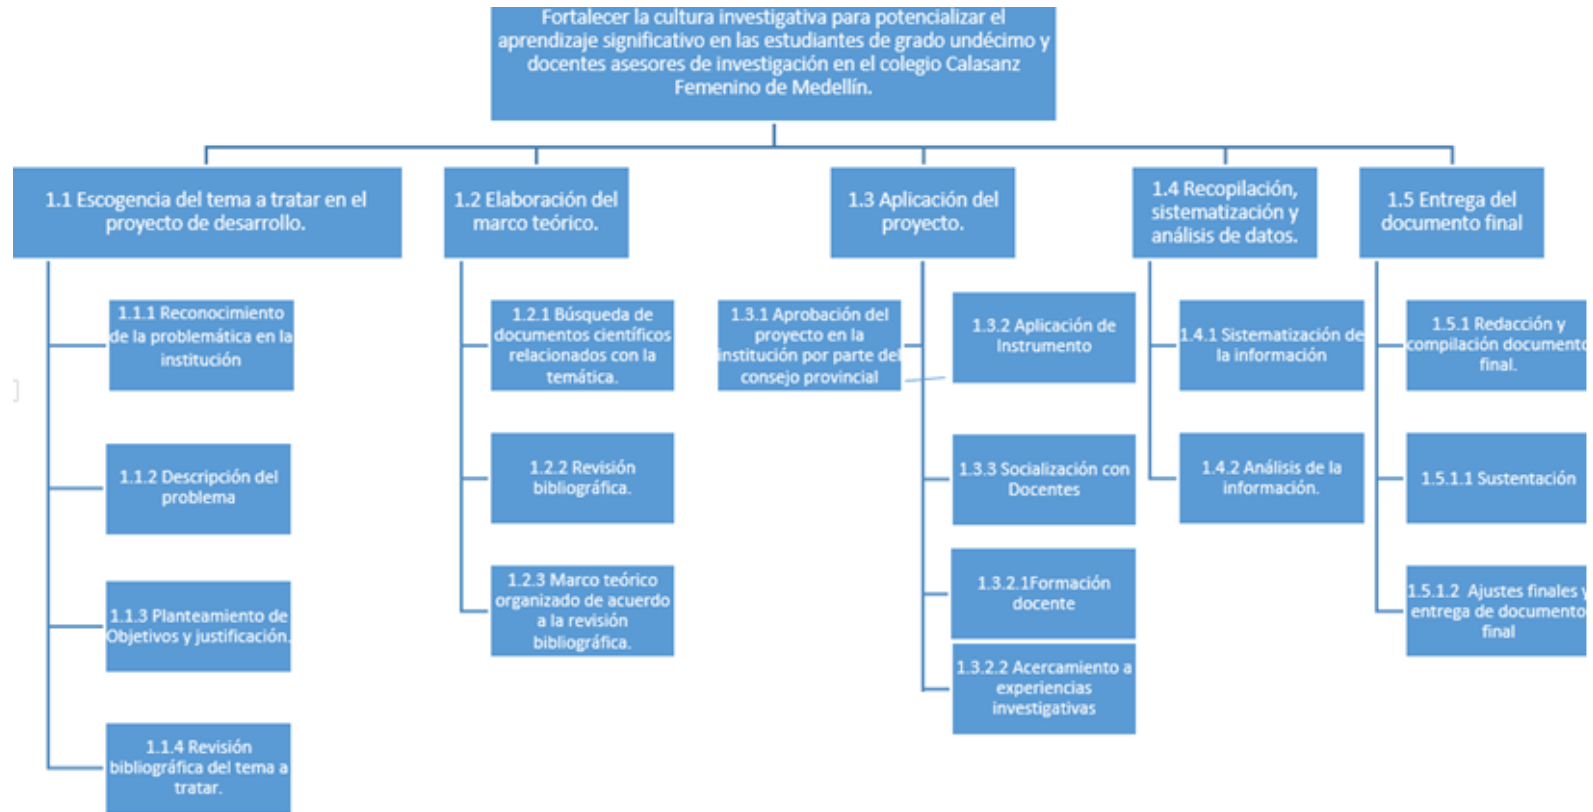 Fortalecer la cultura investigativa para potencializar el
aprendizaje significativo en las estudiantes de grado undécimo y
docentes asesores de investigación en el colegio Calasanz
Femenino de Medellín.
1.1 Escogencia del tema a tratar en el
proyecto de desarrollo.
1.1.1 Reconocimiento
de la problemática en la
institución
1.1.2 Descripción del
problema
1.1.3 Planteamiento de
Objetivos y justificación.
1.1.4 Revisión
bibliográfica del tema a
tratar.
1.2 Elaboración del
marco teórico.
1.2.1 Búsqueda de
documentos científicos
relacionados con la
temática.
1.2.2 Revisión
bibliográfica.
1.2.3 Marco teórico
organizado de acuerdo
a la revisión
bibliográfica.
1.3 Aplicación del
proyecto.
1.3.1 Aprobación del
proyecto en la
institución por parte del
consejo provincial
1.3.2 Aplicación de
Instrumento
1.3.3 Socialización con
Docentes
1.3.2.1Formación
docente
1.3.2.2 Acercamiento a
experiencias
investigativas
1.4 Recopilación,
sistematización y
análisis de datos.
1.4.1 Sistematización de
la información
1.4.2 Análisis de la
información.
1.5 Entrega del
documento final
1.5.1 Redacción y
compilación documento
final.
1.5.1.1 Sustentación
1.5.1.2 Ajustes finales y
entrega de documento
final